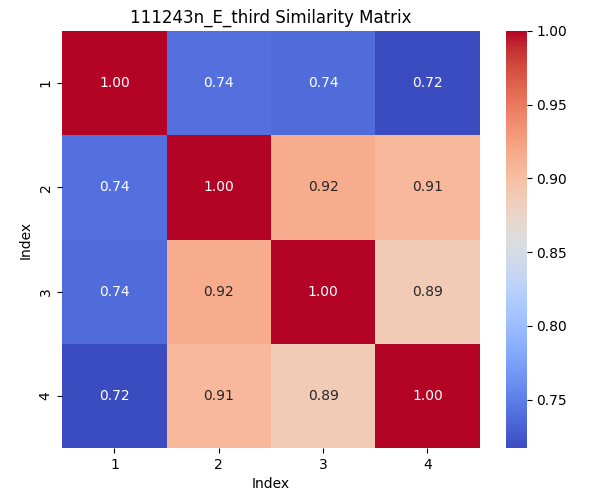 111243n_E_third Similarity Matrix
1 1.00 0.74 0.74 0.72
2 0.74 1.00 0.92 0.91
3 0.74 0.92 1.00 0.89
4 0.72 0.91 0.89 1.00
1 2 3 4
Index
Index
1.00
0.95
0.90
0.85
0.80
0.75